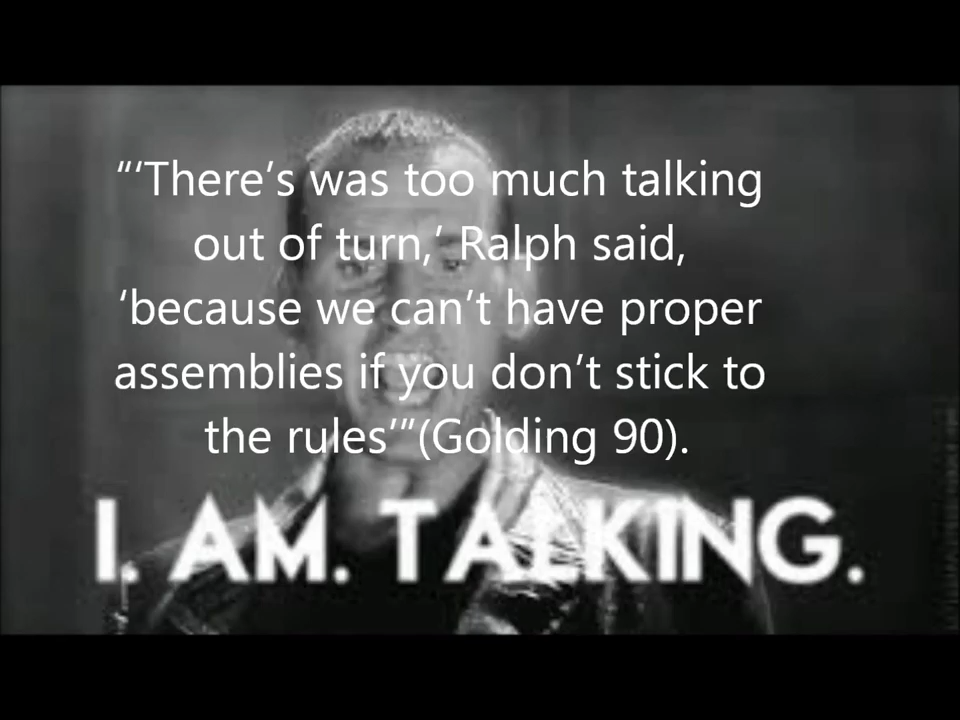 “‘There’s was too much talking
out of turn,’ Ralph said,
‘because we can’t have proper
assemblies if you don’t stick to
the rules’”(Golding 90).
I. AM. TALKING.